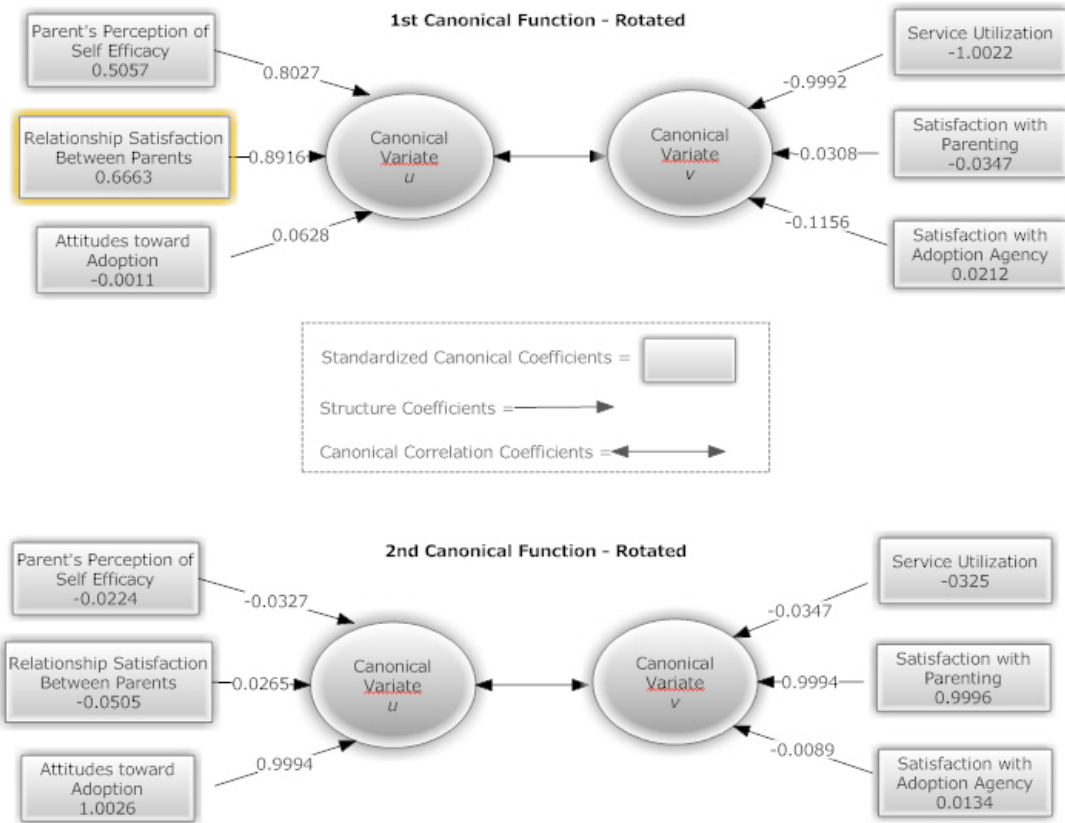 1st Canonical Function - Rotated
Parent's Perception of
Self Efficacy
0.5057
0.8027
Relationship Satisfaction
Between Parents
0.6663
0.8916
Attitudes toward
Adoption
-0.0011
0.0628
Canonical
Variate
u
Canonical
Variate
v
Service Utilization
-1.0022
-0.9992
Satisfaction with
Parenting
-0.0347
-0.0308
Satisfaction with
Adoption Agency
0.0212
-0.1156
Standardized Canonical Coefficients =
Structure Coefficients =
Canonical Correlation Coefficients =
2nd Canonical Function - Rotated
Parent's Perception of
Self Efficacy
-0.0224
-0.0327
Relationship Satisfaction
Between Parents
-0.0505
0.0265
Attitudes toward
Adoption
1.0026
0.9994
Canonical
Variate
u
Canonical
Variate
v
Service Utilization
-0325
-0.0347
Satisfaction with
Parenting
0.9996
0.9994
Satisfaction with
Adoption Agency
0.0134
-0.0089